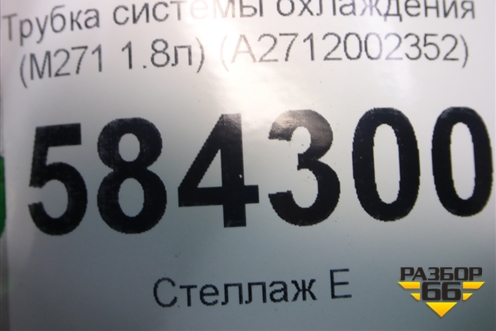 Трубка системы охлаждения
(M271 1.8л) (A2712002352)
584300
Стеллаж Е
РАЗБОР
66